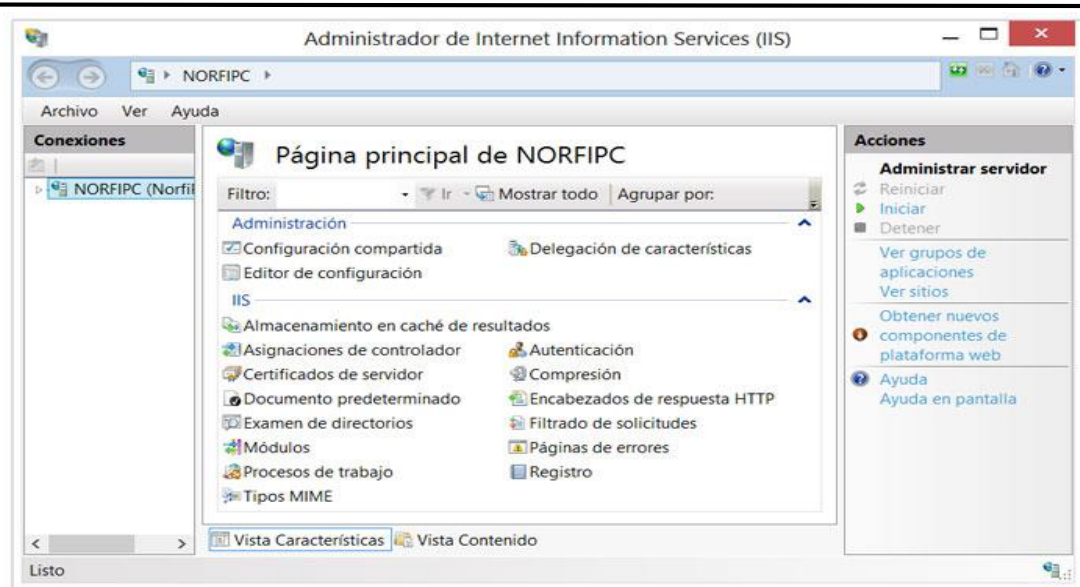 Administrador de Internet Information Services (IIS)
NORFIPC
Archivo Ver Ayuda
Conexiones
NORFIPC (Norfil
Página principal de NORFIPC
Filtro: Ir Mostrar todo Agrupar por:
Administración
Configuración compartida Delegación de características
Editor de configuración
IIS
Almacenamiento en caché de resultados
Asignaciones de controlador Autenticación
Certificados de servidor Compresión
Documento predeterminado Encabezados de respuesta HTTP
Examen de directorios Filtrado de solicitudes
Módulos Páginas de errores
Procesos de trabajo Registro
Tipos MIME
Vista Características Vista Contenido
Acciones
Administrar servidor
Reiniciar
Iniciar
Detener
Ver grupos de
aplicaciones
Ver sitios
Obtener nuevos
componentes de
plataforma web
Ayuda
Ayuda en pantalla
Listo